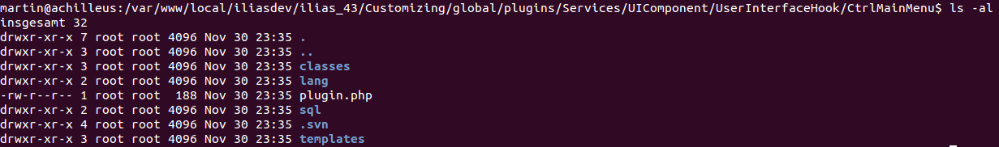 martin@achilleus:/var/www/local/iliasdev/ilias_43/Customizing/global/plugins/Services/UIComponent/UserInterfaceHook/CtrlMainMenu$ ls -al
insgesamt 32
drwxr-xr-x 7 root root 4096 Nov 30 23:35 .
drwxr-xr-x 3 root root 4096 Nov 30 23:35 ..
drwxr-xr-x 3 root root 4096 Nov 30 23:35 classes
drwxr-xr-x 2 root root 4096 Nov 30 23:35 lang
-rw-r--r-- 1 root root  188 Nov 30 23:35 plugin.php
drwxr-xr-x 2 root root 4096 Nov 30 23:35 sql
drwxr-xr-x 4 root root 4096 Nov 30 23:35 .svn
drwxr-xr-x 3 root root 4096 Nov 30 23:35 templates